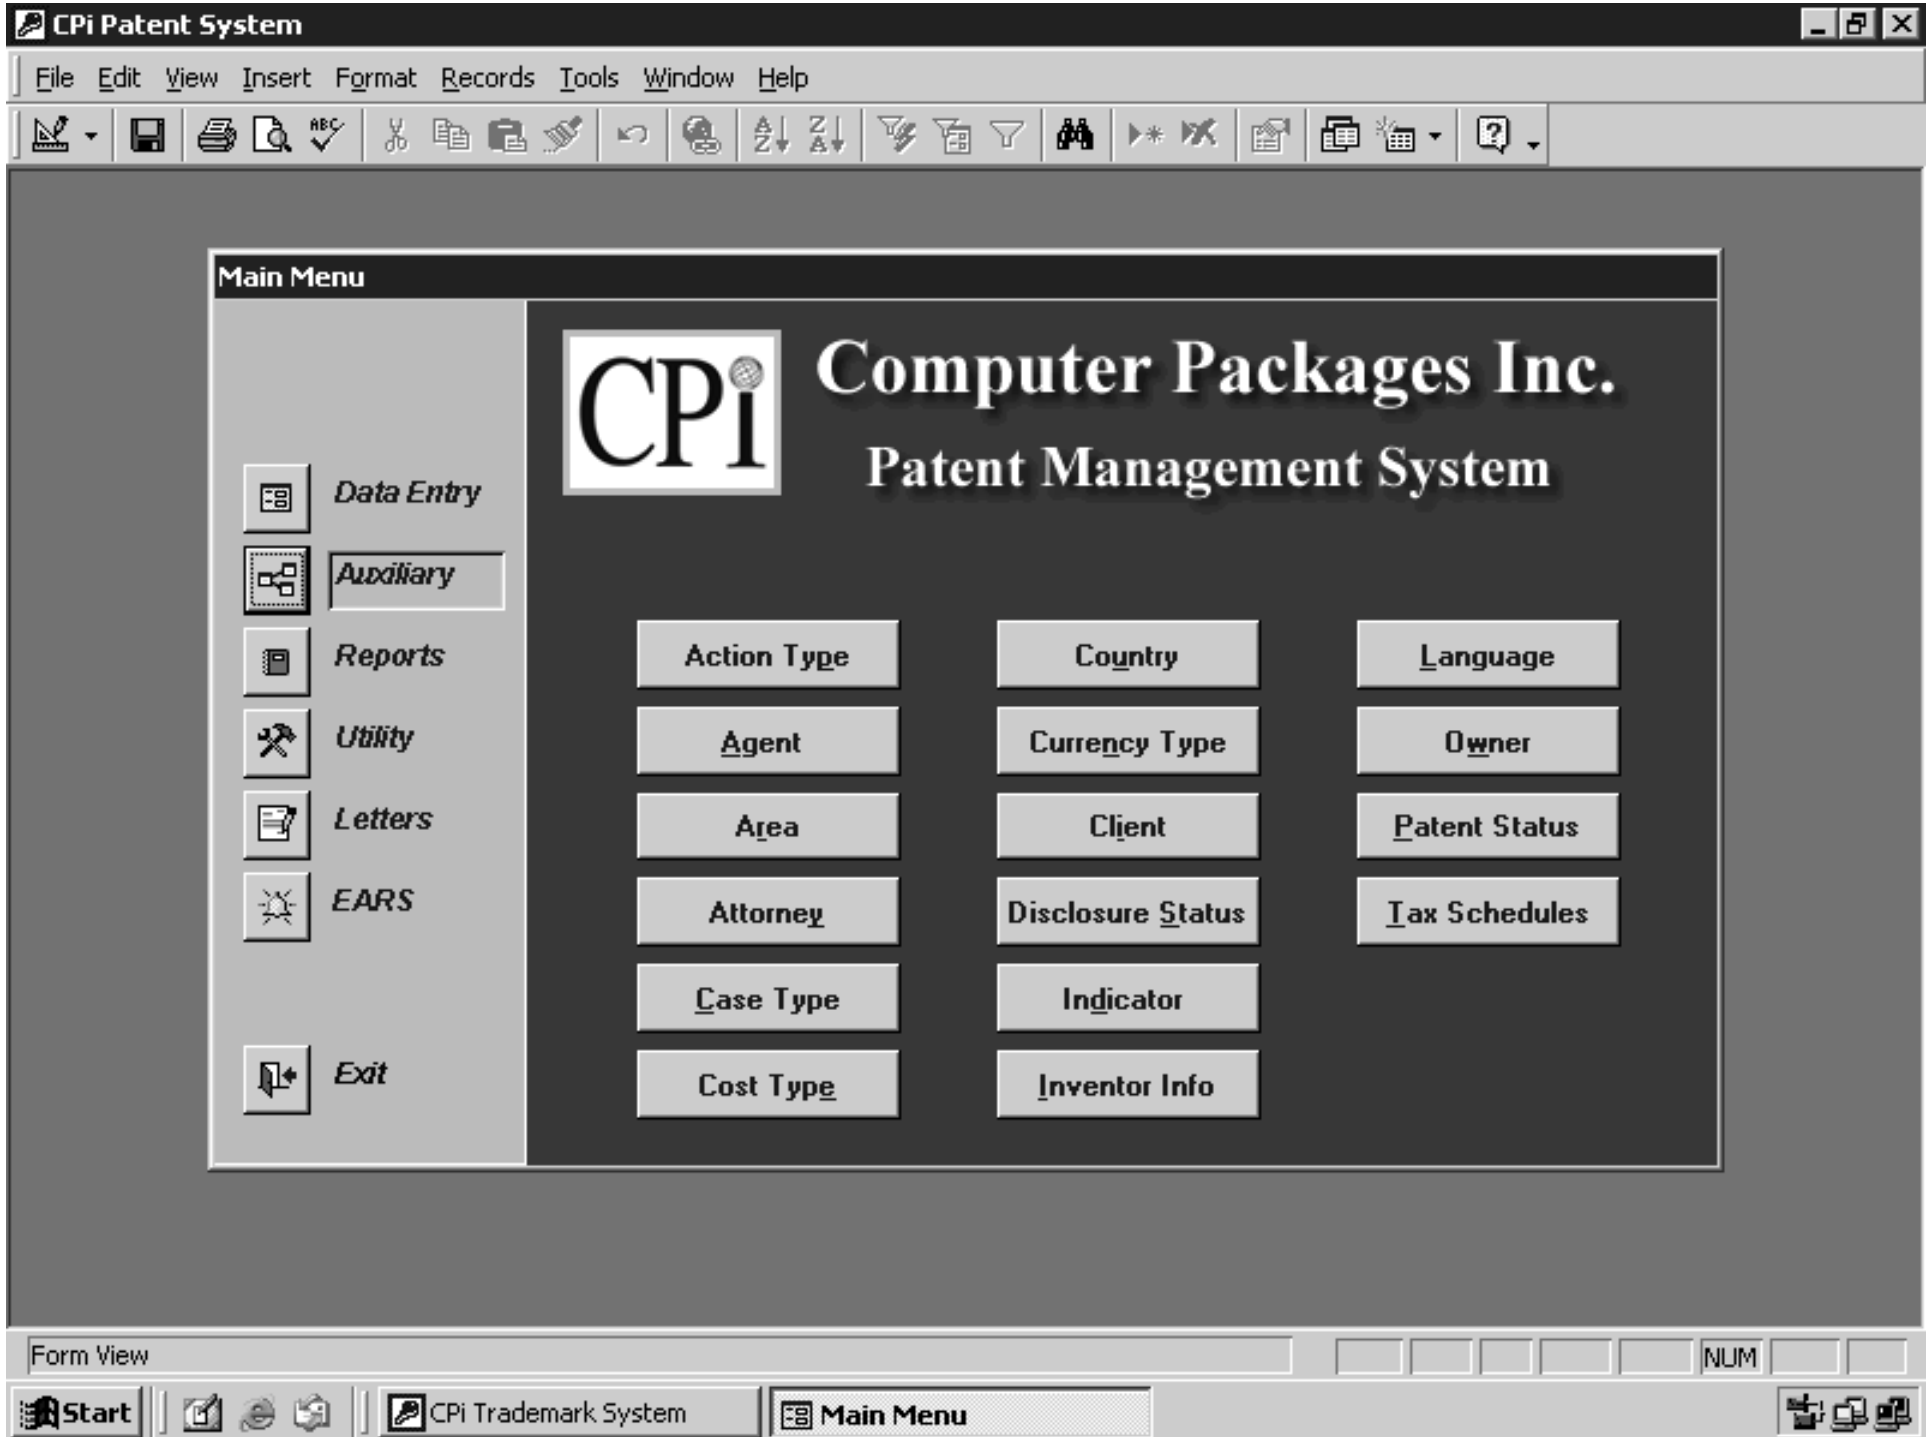 CPi Patent System
File Edit View Insert Format Records Tools Window Help
ABC
A Z Z A
Main Menu
CPi
Computer Packages Inc.
Patent Management System
Data Entry
Auxiliary
Reports
Utility
Letters
EARS
Exit
Action Type Country Language
Agent Currency Type Owner
Area Client Patent Status
Attorney Disclosure Status Tax Schedules
Case Type Indicator
Cost Type Inventor Info
Form View NUM
Start CPi Trademark System Main Menu